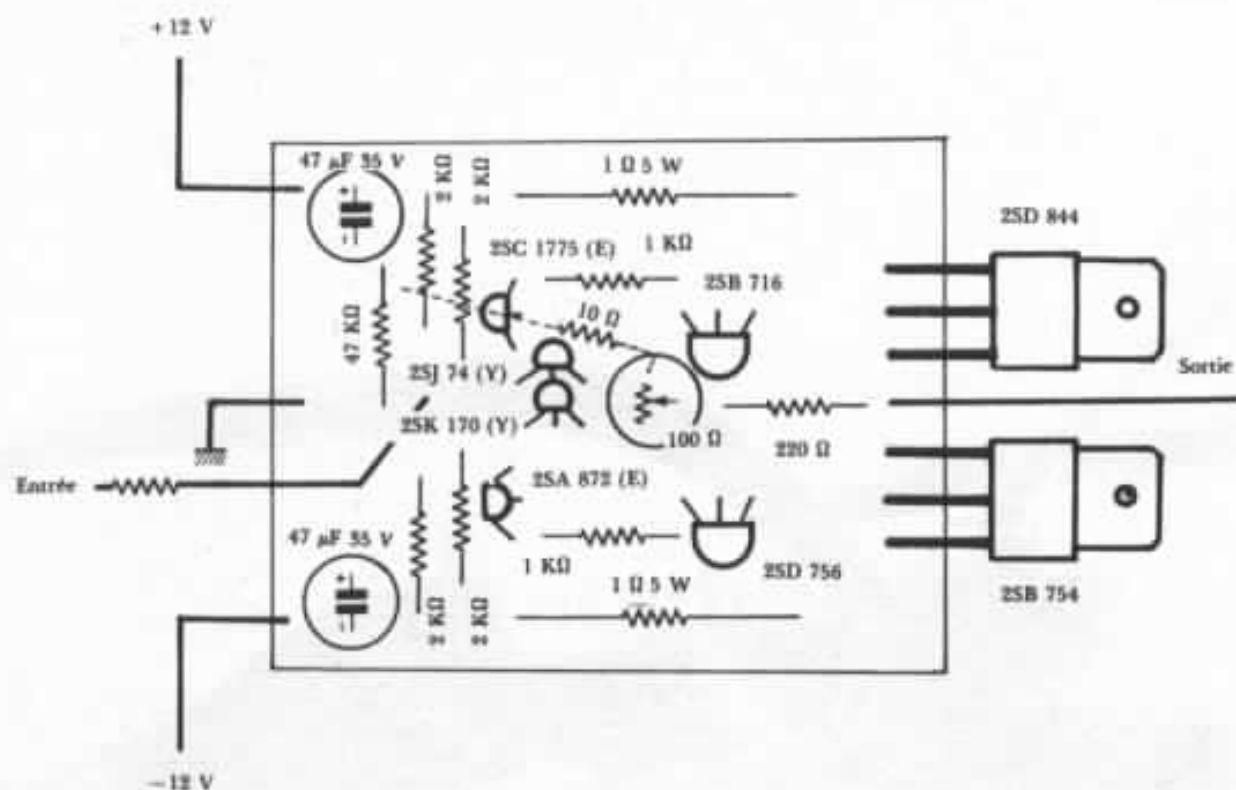 +12 V
47 µF 35 V
2 KΩ
2 KΩ
1 Ω 5 W
2SD 844
2SC 1775 (E)
1 KΩ
2SB 716
10 Ω
47 KΩ
2SJ 74 (Y)
Sortie
2SK 170 (Y)
100 Ω
220 Ω
Entrée
2SA 872 (E)
47 µF 35 V
1 KΩ
2SD 756
1 Ω 5 W
2SB 754
2 KΩ
2 KΩ
−12 V